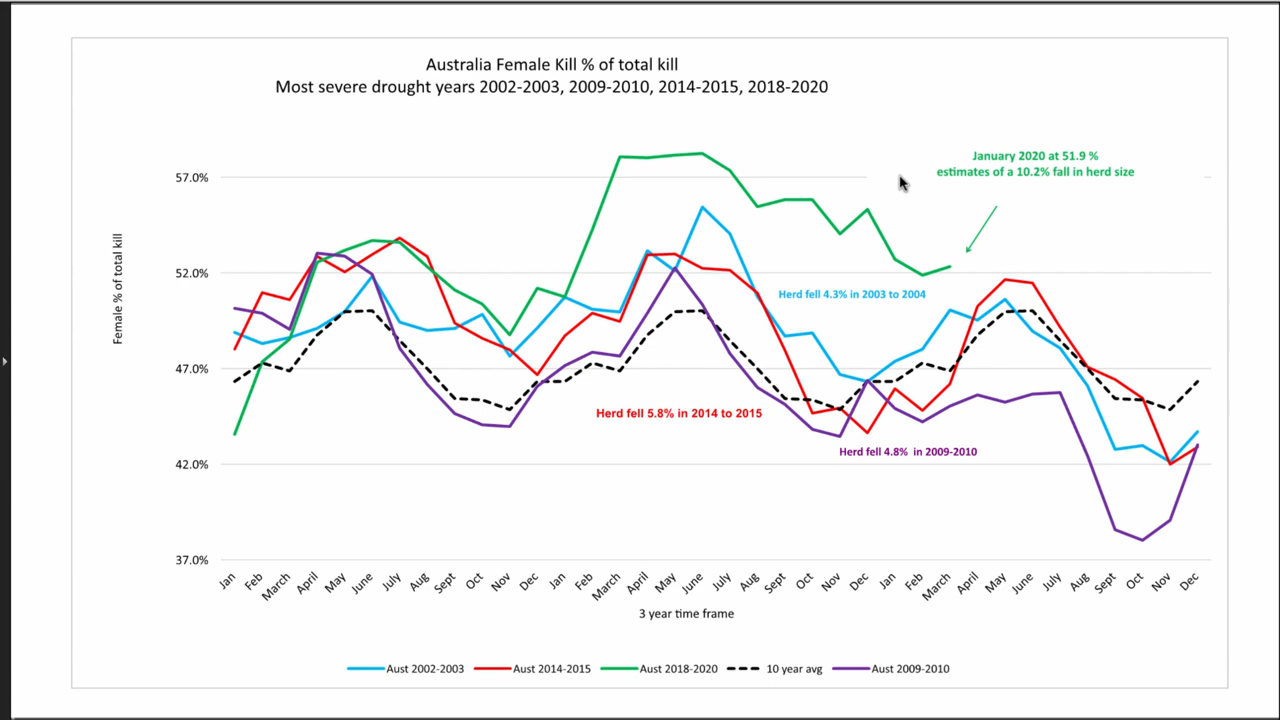 Australia Female Kill % of total kill
Most severe drought years 2002-2003, 2009-2010, 2014-2015, 2018-2020
January 2020 at 51.9 %
estimates of a 10.2% fall in herd size
57.0%
52.0%
47.0%
42.0%
37.0%
Female % of total kill
Herd fell 4.3% in 2003 to 2004
Herd fell 5.8% in 2014 to 2015
Herd fell 4.8% in 2009-2010
Jan Feb March April May June July Aug Sept Oct Nov Dec Jan Feb March April May June July Aug Sept Oct Nov Dec Jan Feb March April May June July Aug Sept Oct Nov Dec
3 year time frame
Aust 2002-2003 Aust 2014-2015 Aust 2018-2020 10 year avg Aust 2009-2010